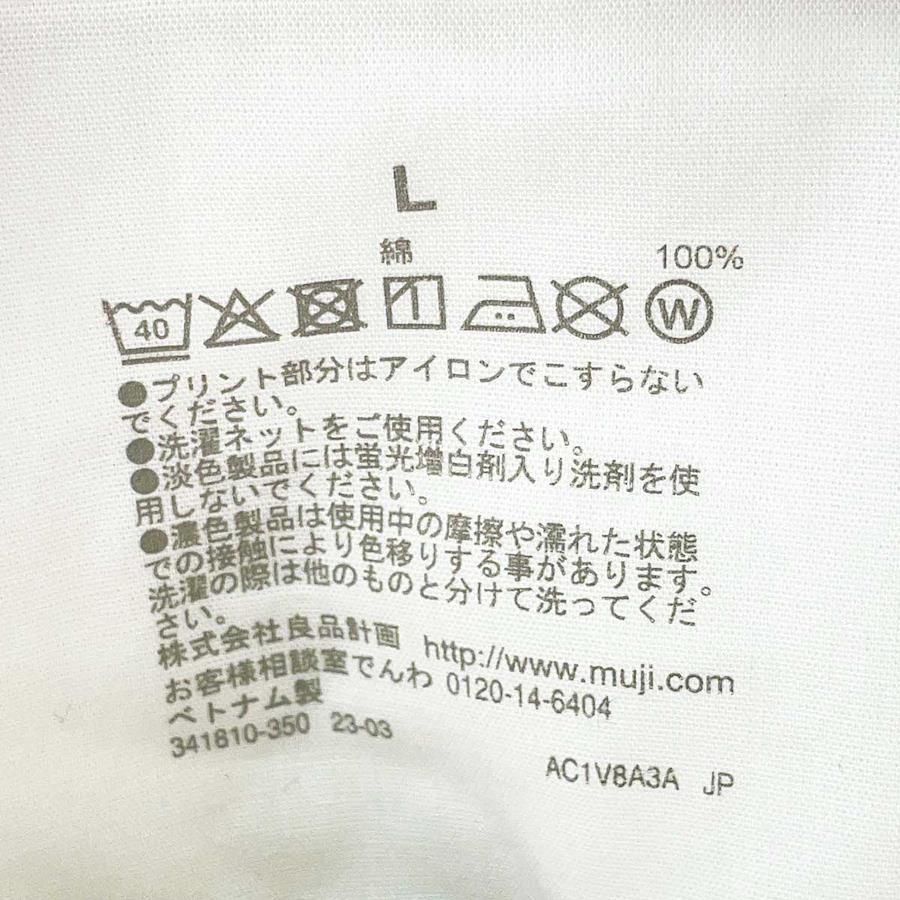 L
綿 100%
40 W
●プリント部分はアイロンでこすらない
でください。
●洗濯ネットをご使用ください。
●淡色製品には蛍光増白剤入り洗剤を使
用しないでください。
●濃色製品は使用中の摩擦や濡れた状態
での接触により色移りする事があります。
洗濯の際は他のものと分けて洗ってくだ
さい。
株式会社良品計画 http://www.muji.com
お客様相談室でんわ 0120-14-6404
ベトナム製
341810-350 23-03
AC1V8A3A JP